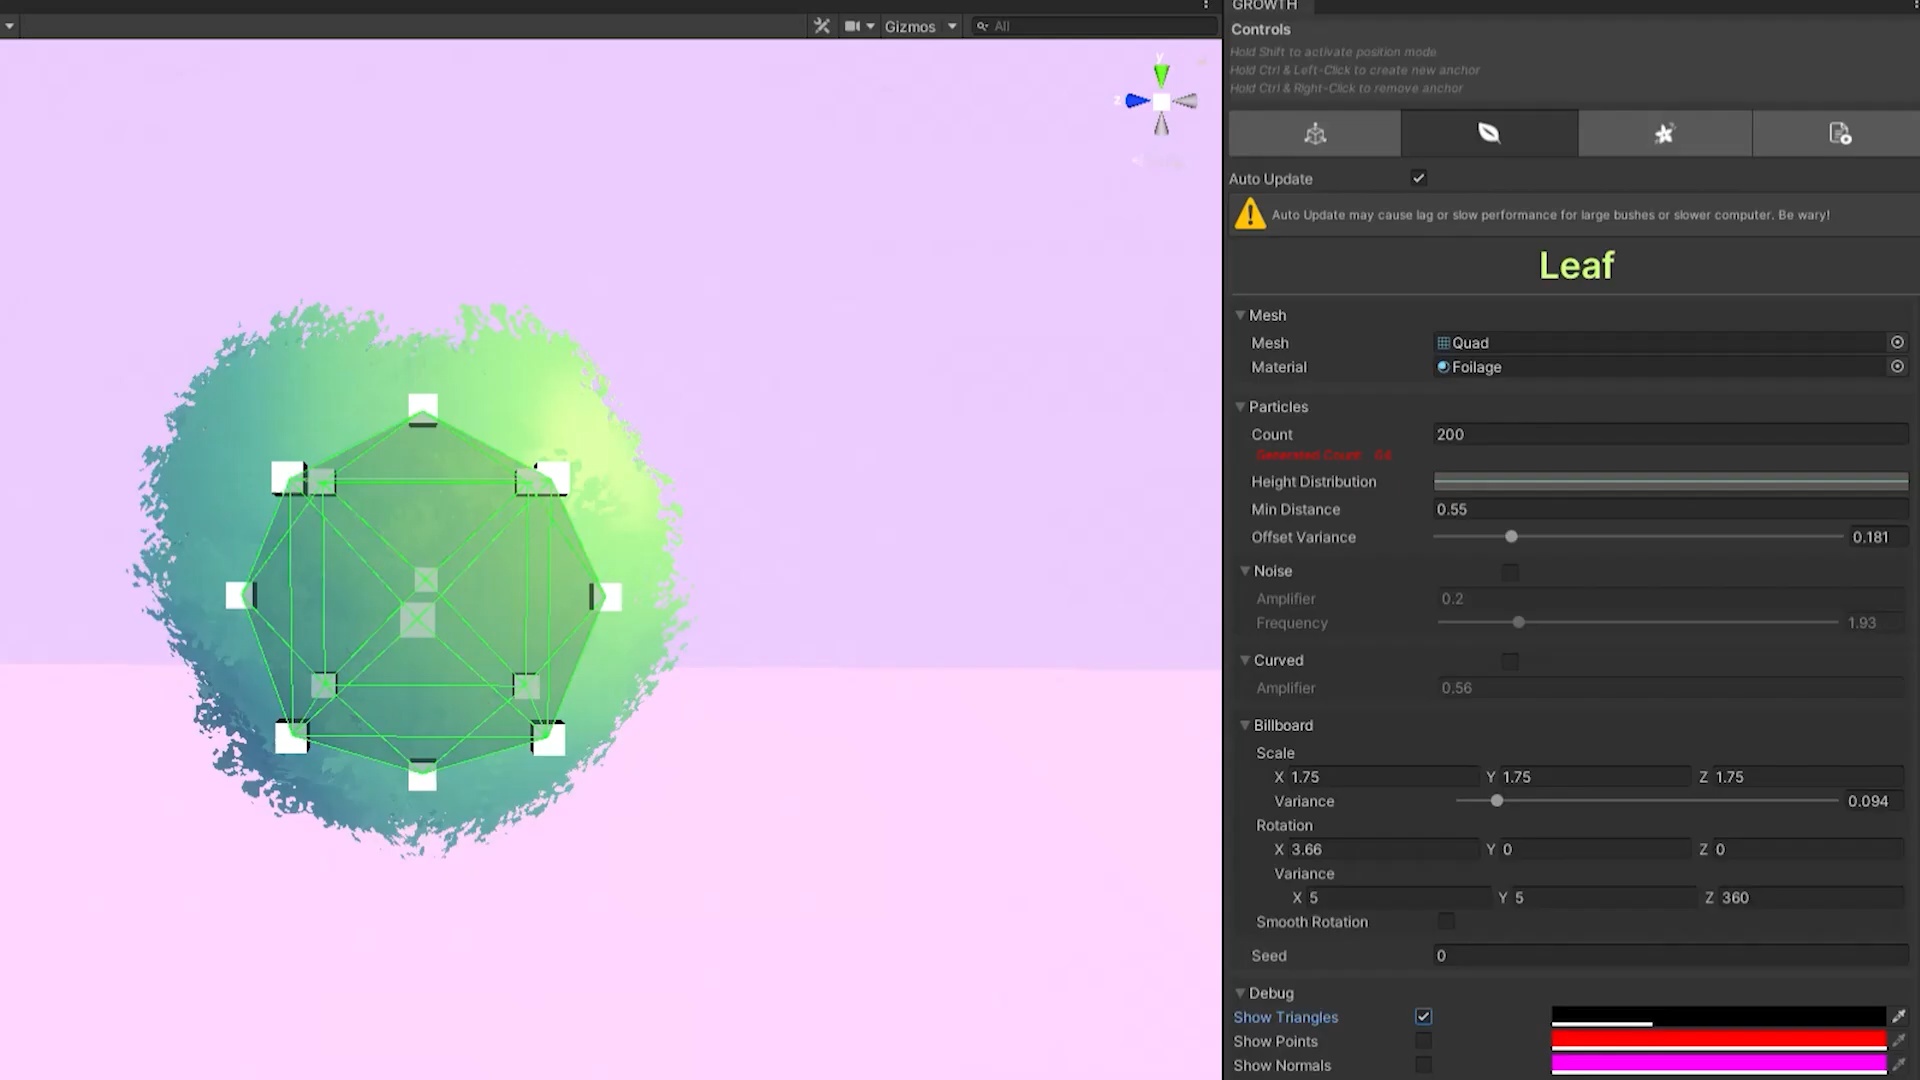 GROWTH
Gizmos
All
Controls
Hold Shift to activate position mode
Hold Ctrl & Left-Click to create new anchor
Hold Ctrl & Right-Click to remove anchor
y
z
Auto Update
Auto Update may cause lag or slow performance for large bushes or slower computer. Be wary!
Leaf
Mesh
Mesh Quad
Material Foilage
Particles
Count 200
Generated Count:
Height Distribution
Min Distance 0.55
Offset Variance 0.181
Noise
Amplifier 0.2
Frequency 1.93
Curved
Amplifier 0.56
Billboard
Scale
X 1.75 Y 1.75 Z 1.75
Variance 0.094
Rotation
X 3.66 Y 0 Z 0
Variance
X 5 Y 5 Z 360
Smooth Rotation
Seed 0
Debug
Show Triangles
Show Points
Show Normals